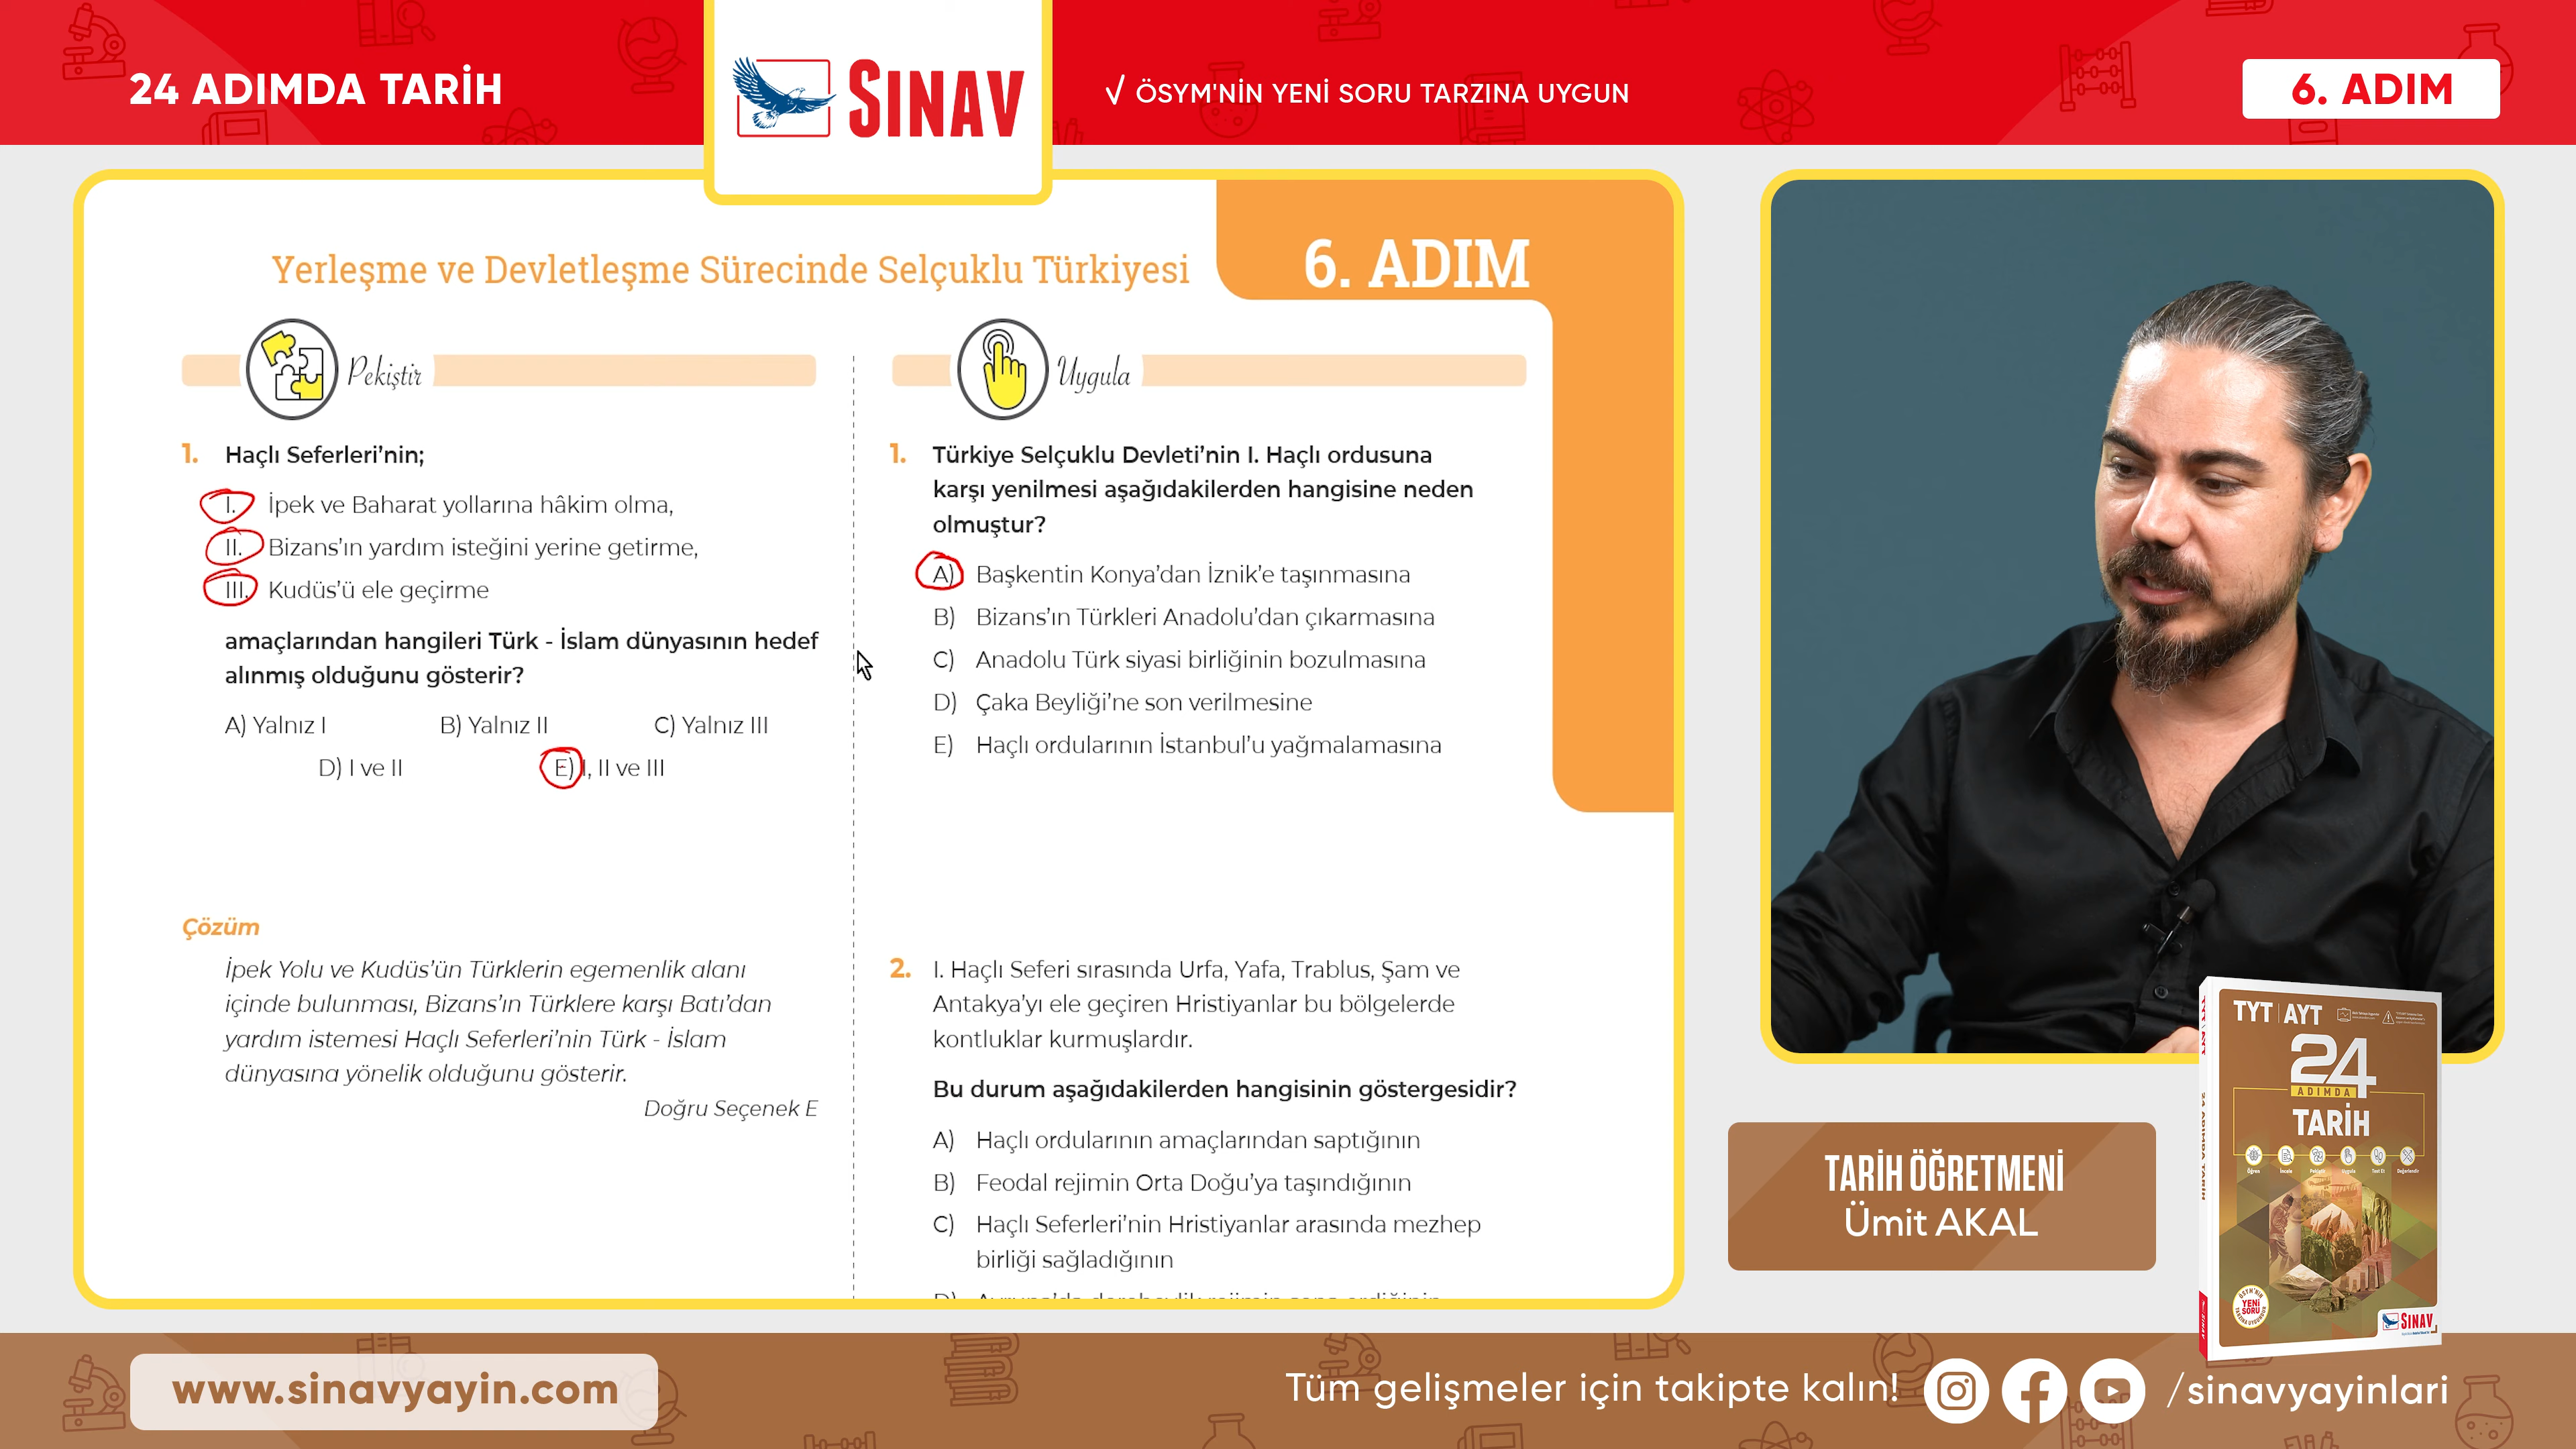 24 ADIMDA TARİH
SINAV
√ ÖSYM'NİN YENİ SORU TARZINA UYGUN
6. ADIM
Yerleşme ve Devletleşme Sürecinde Selçuklu Türkiyesi
6. ADIM
Pekiştir
1. Haçlı Seferleri'nin;
I. İpek ve Baharat yollarına hâkim olma,
II. Bizans'ın yardım isteğini yerine getirme,
III. Kudüs'ü ele geçirme
amaçlarından hangileri Türk - İslam dünyasının hedef
alınmış olduğunu gösterir?
A) Yalnız I B) Yalnız II C) Yalnız III
D) I ve II E) I, II ve III
Çözüm
İpek Yolu ve Kudüs'ün Türklerin egemenlik alanı
içinde bulunması, Bizans'ın Türklere karşı Batı'dan
yardım istemesi Haçlı Seferleri'nin Türk - İslam
dünyasına yönelik olduğunu gösterir.
Doğru Seçenek E
Uygula
1. Türkiye Selçuklu Devleti'nin I. Haçlı ordusuna
karşı yenilmesi aşağıdakilerden hangisine neden
olmuştur?
A) Başkentin Konya'dan İznik'e taşınmasına
B) Bizans'ın Türkleri Anadolu'dan çıkarmasına
C) Anadolu Türk siyasi birliğinin bozulmasına
D) Çaka Beyliği'ne son verilmesine
E) Haçlı ordularının İstanbul'u yağmalamasına
2. I. Haçlı Seferi sırasında Urfa, Yafa, Trablus, Şam ve
Antakya'yı ele geçiren Hristiyanlar bu bölgelerde
kontluklar kurmuşlardır.
Bu durum aşağıdakilerden hangisinin göstergesidir?
A) Haçlı ordularının amaçlarından saptığının
B) Feodal rejimin Orta Doğu'ya taşındığının
C) Haçlı Seferleri'nin Hristiyanlar arasında mezhep
birliği sağladığının
TARİH ÖĞRETMENİ
Ümit AKAL
TYT | AYT
24
ADIMDA
TARİH
YENİ
SORU
SINAV
www.sinavyayin.com
Tüm gelişmeler için takipte kalın!
/sinavyayinlari